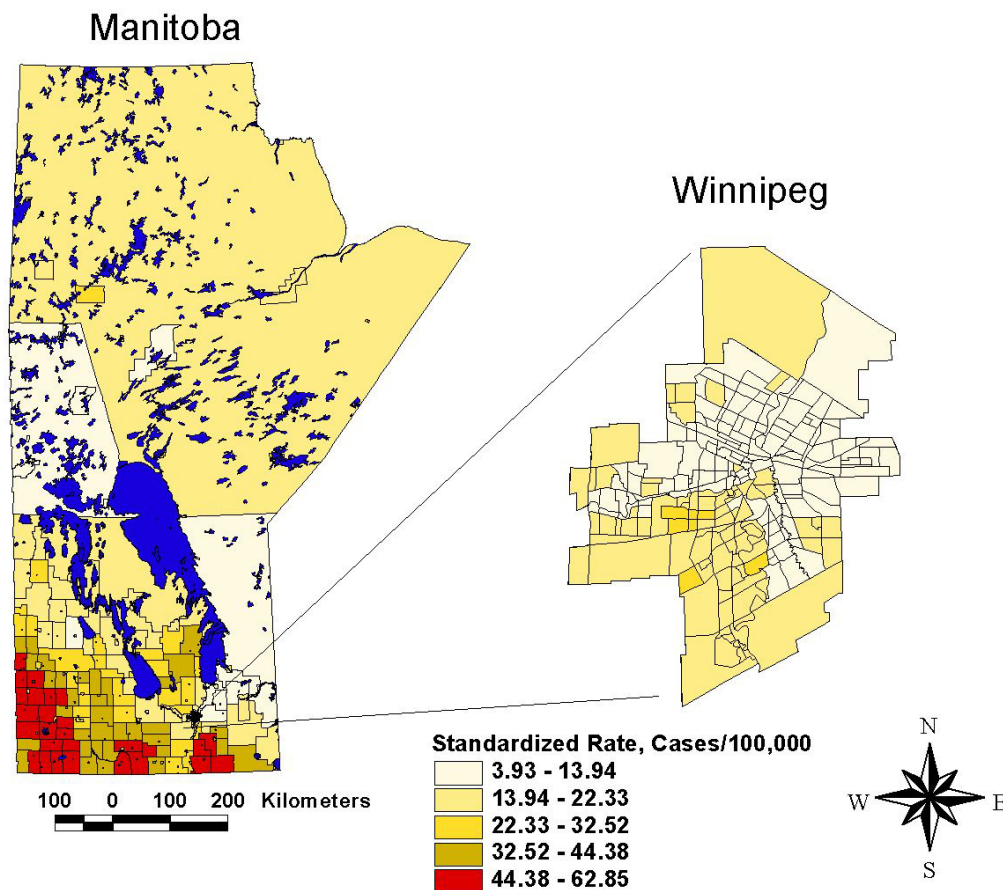 Manitoba
Winnipeg
Standardized Rate, Cases/100,000
3.93 - 13.94
13.94 - 22.33
22.33 - 32.52
32.52 - 44.38
44.38 - 62.85
100 0 100 200 Kilometers
N
W E
S